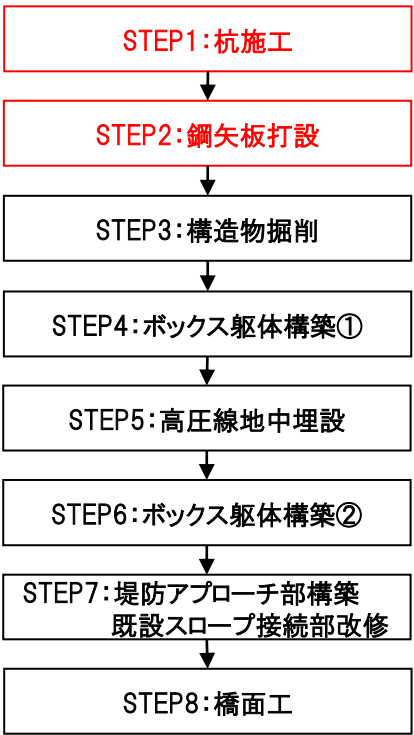 STEP1：杭施工
STEP2：鋼矢板打設
STEP3：構造物掘削
STEP4：ボックス躯体構築①
STEP5：高圧線地中埋設
STEP6：ボックス躯体構築②
STEP7：堤防アプローチ部構築
既設スロープ接続部改修
STEP8：橋面工